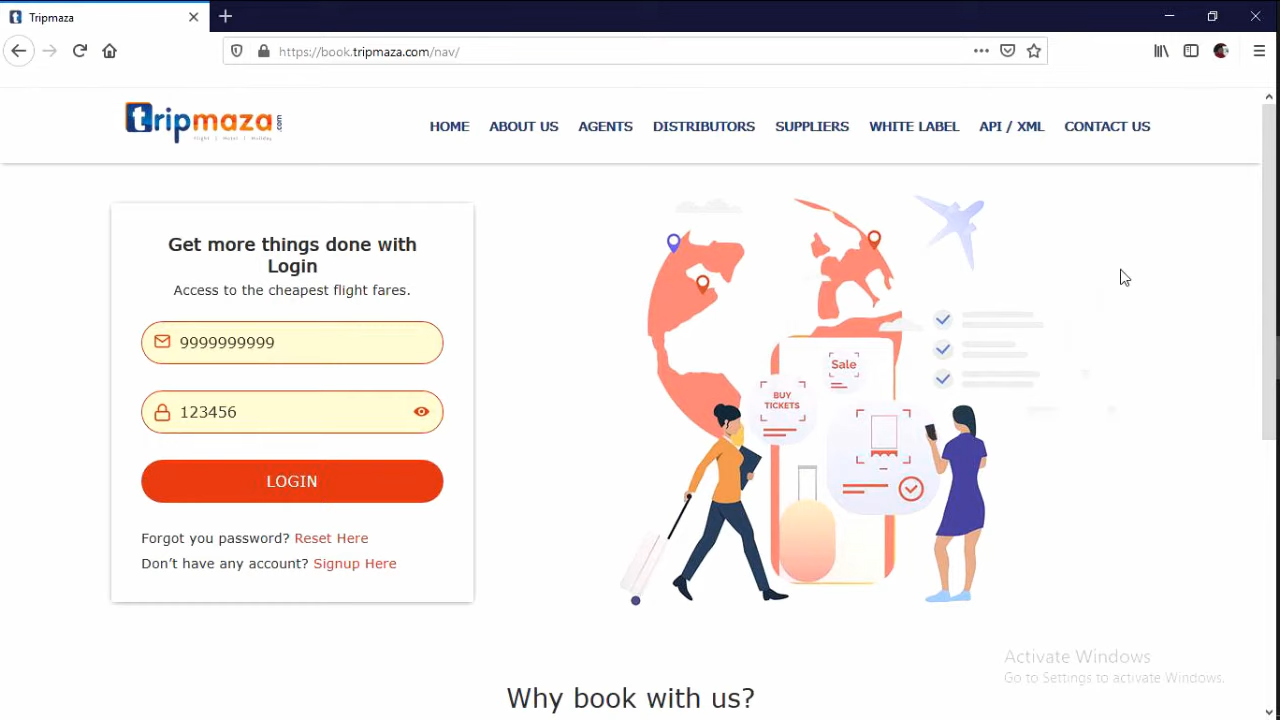 Tripmaza
https://book.tripmaza.com/nav/
tripmaza.com
Flight | Hotel | Holiday
HOME ABOUT US AGENTS DISTRIBUTORS SUPPLIERS WHITE LABEL API / XML CONTACT US
Get more things done with
Login
Access to the cheapest flight fares.
9999999999
123456
LOGIN
Forgot you password? Reset Here
Don’t have any account? Signup Here
Sale
BUY
TICKETS
Activate Windows
Go to Settings to activate Windows.
Why book with us?